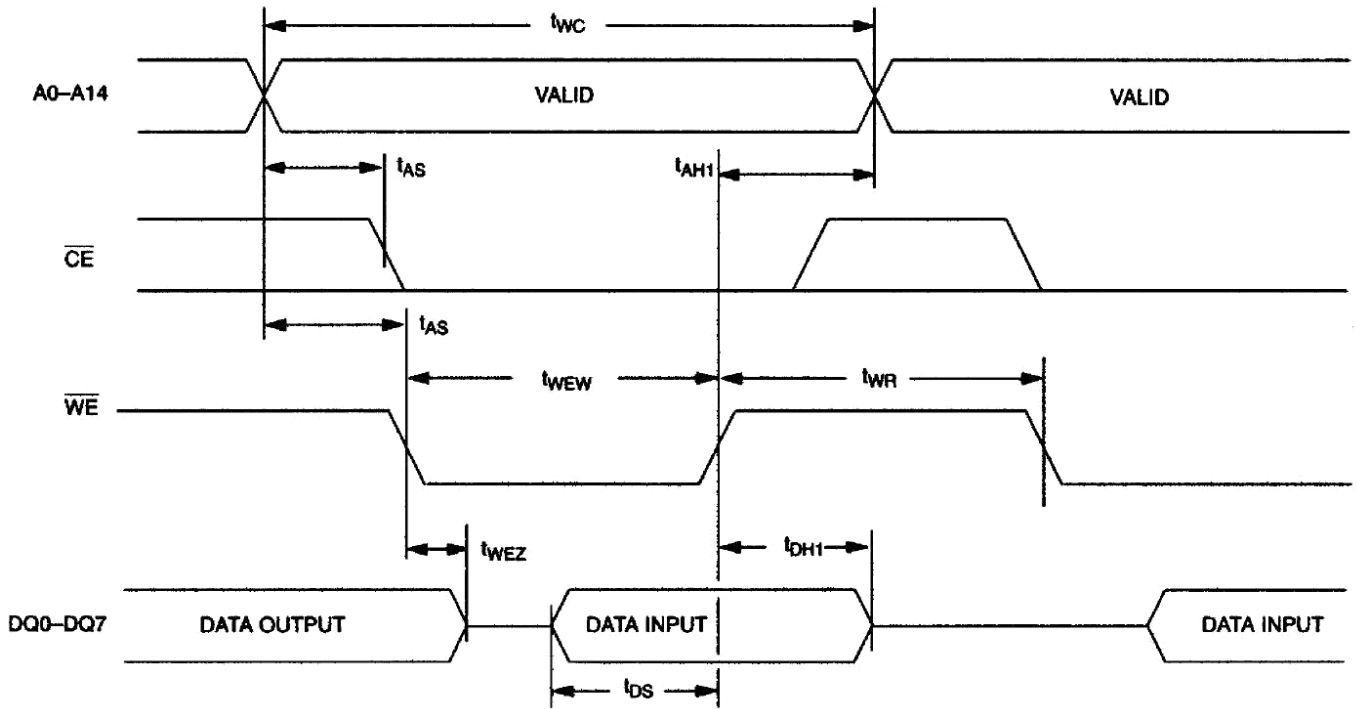 tWC
A0–A14 VALID VALID
tAS tAH1
CE
tAS
tWEW tWR
WE
tWEZ tDH1
DQ0–DQ7 DATA OUTPUT DATA INPUT DATA INPUT
tDS